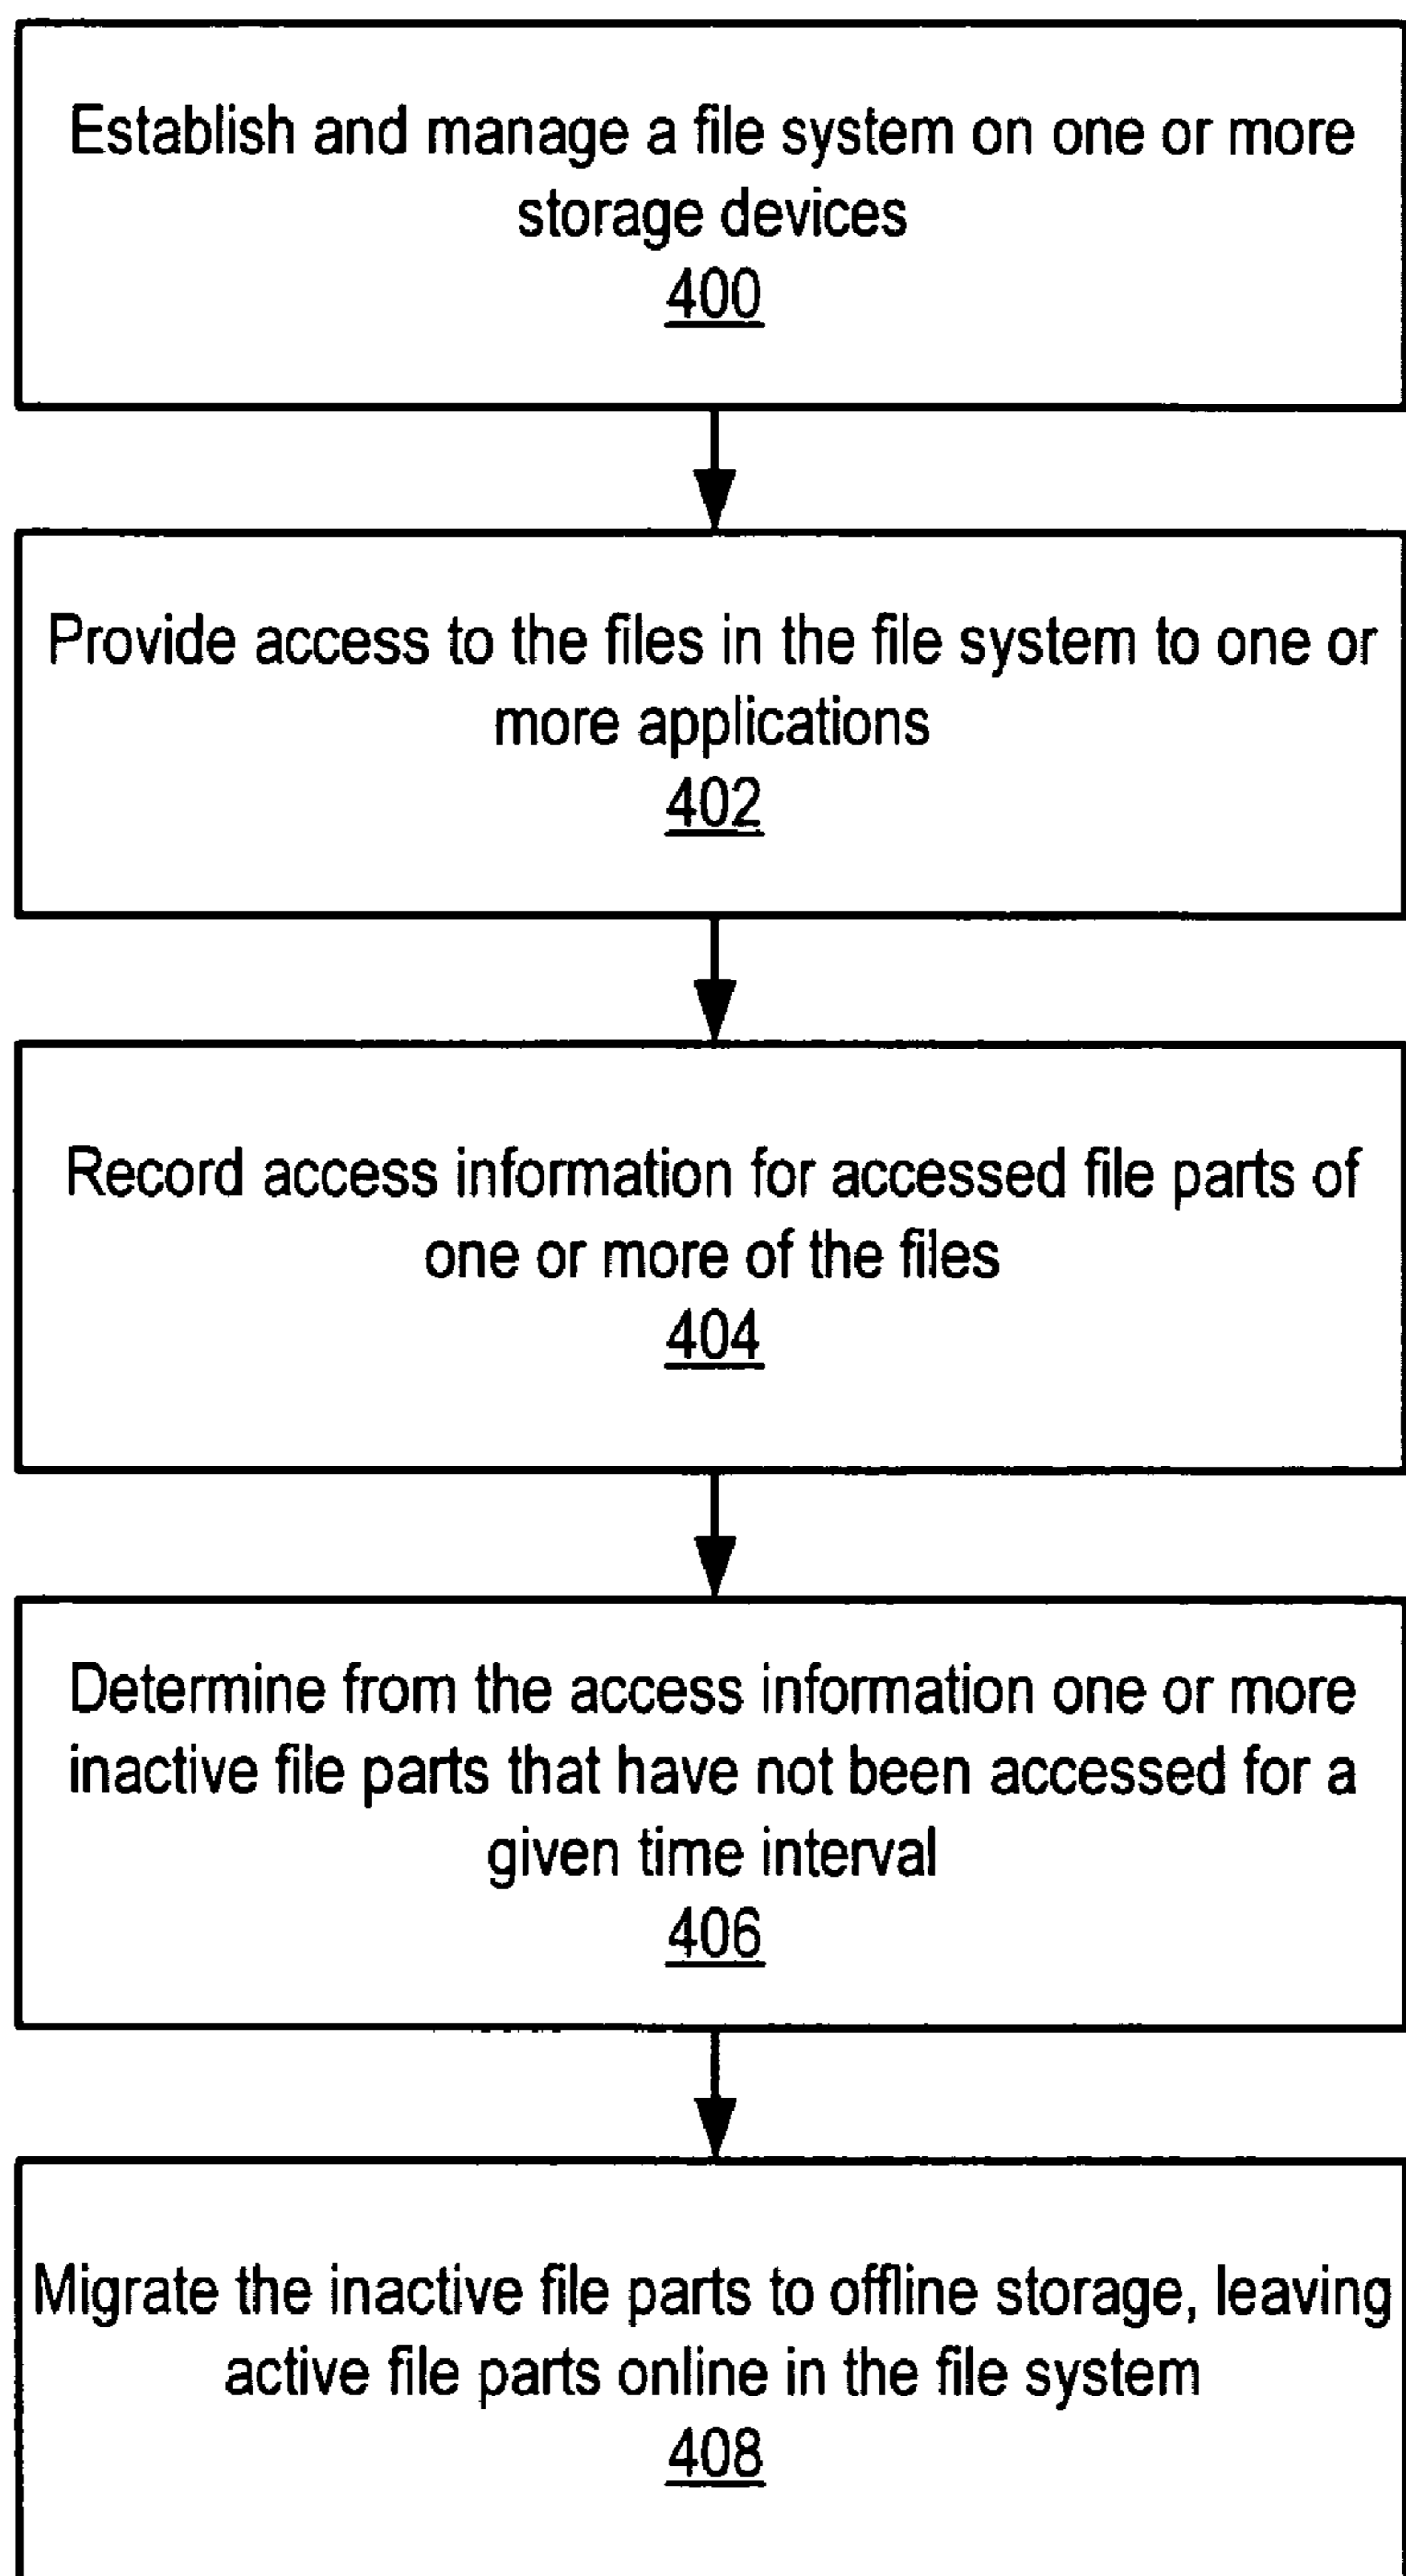 Establish and manage a file system on one or more
storage devices
400
Provide access to the files in the file system to one or
more applications
402
Record access information for accessed file parts of
one or more of the files
404
Determine from the access information one or more
inactive file parts that have not been accessed for a
given time interval
406
Migrate the inactive file parts to offline storage, leaving
active file parts online in the file system
408